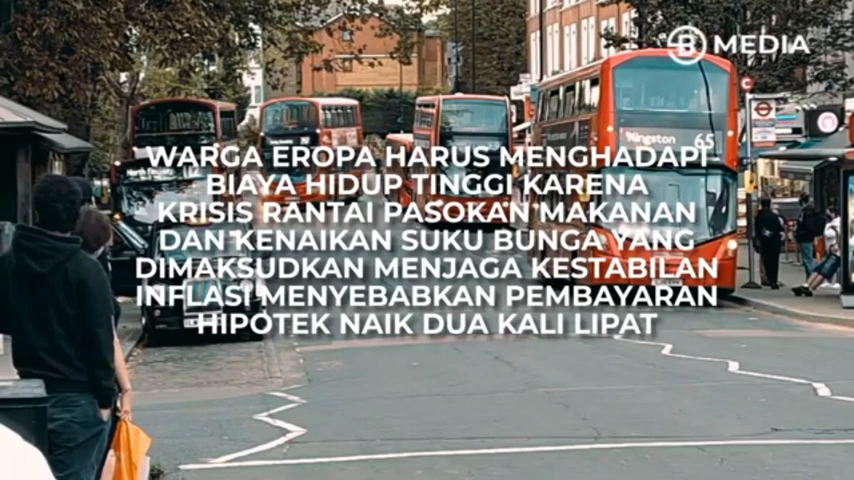 B MEDIA
Kingston 65
WARGA EROPA HARUS MENGHADAPI
BIAYA HIDUP TINGGI KARENA
KRISIS RANTAI PASOKAN MAKANAN
DAN KENAIKAN SUKU BUNGA YANG
DIMAKSUDKAN MENJAGA KESTABILAN
INFLASI MENYEBABKAN PEMBAYARAN
HIPOTEK NAIK DUA KALI LIPAT